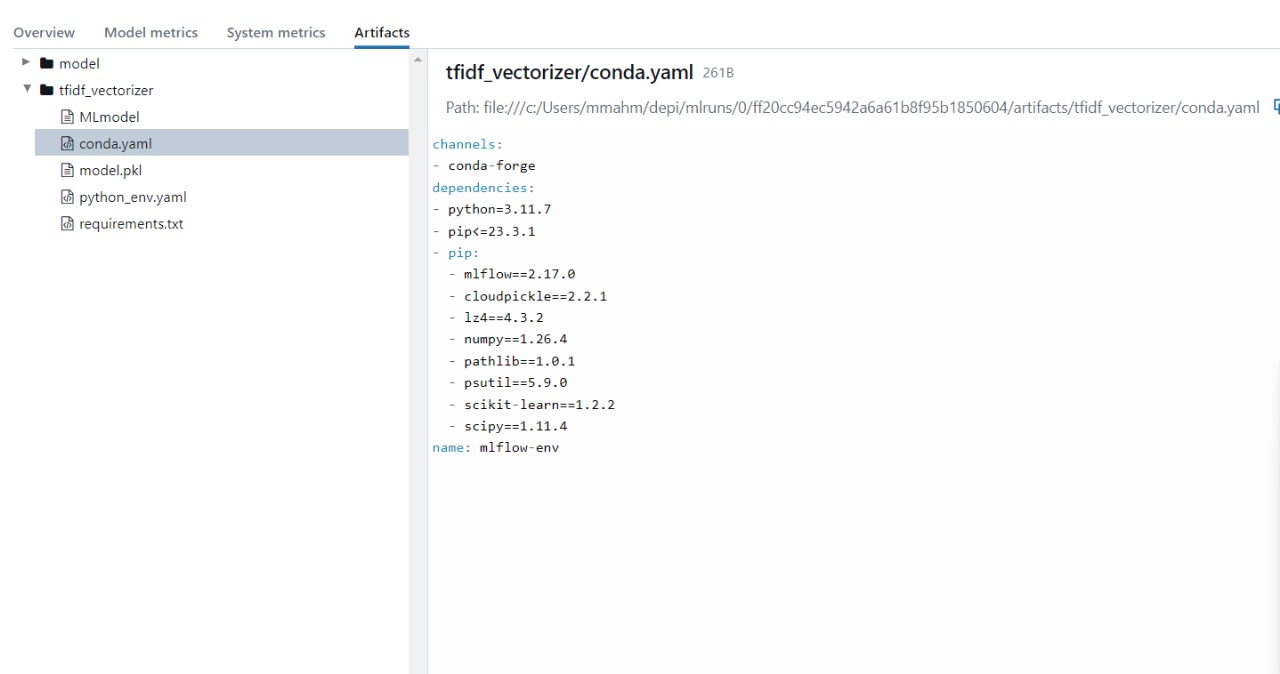 Overview Model metrics System metrics Artifacts
model
tfidf_vectorizer
MLmodel
conda.yaml
model.pkl
python_env.yaml
requirements.txt
tfidf_vectorizer/conda.yaml 261B
Path: file:///c:/Users/mmahm/depi/mlruns/0/ff20cc94ec5942a6a61b8f95b1850604/artifacts/tfidf_vectorizer/conda.yaml
channels:
- conda-forge
dependencies:
- python=3.11.7
- pip<=23.3.1
- pip:
  - mlflow==2.17.0
  - cloudpickle==2.2.1
  - lz4==4.3.2
  - numpy==1.26.4
  - pathlib==1.0.1
  - psutil==5.9.0
  - scikit-learn==1.2.2
  - scipy==1.11.4
name: mlflow-env